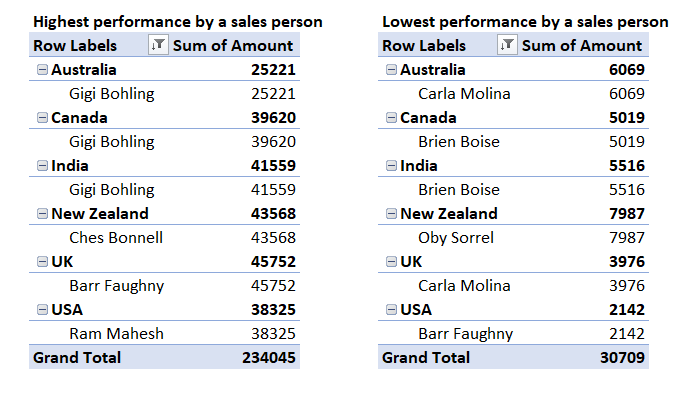 Highest performance by a sales person
Row Labels Sum of Amount
Australia 25221
Gigi Bohling 25221
Canada 39620
Gigi Bohling 39620
India 41559
Gigi Bohling 41559
New Zealand 43568
Ches Bonnell 43568
UK 45752
Barr Faughny 45752
USA 38325
Ram Mahesh 38325
Grand Total 234045
Lowest performance by a sales person
Row Labels Sum of Amount
Australia 6069
Carla Molina 6069
Canada 5019
Brien Boise 5019
India 5516
Brien Boise 5516
New Zealand 7987
Oby Sorrel 7987
UK 3976
Carla Molina 3976
USA 2142
Barr Faughny 2142
Grand Total 30709